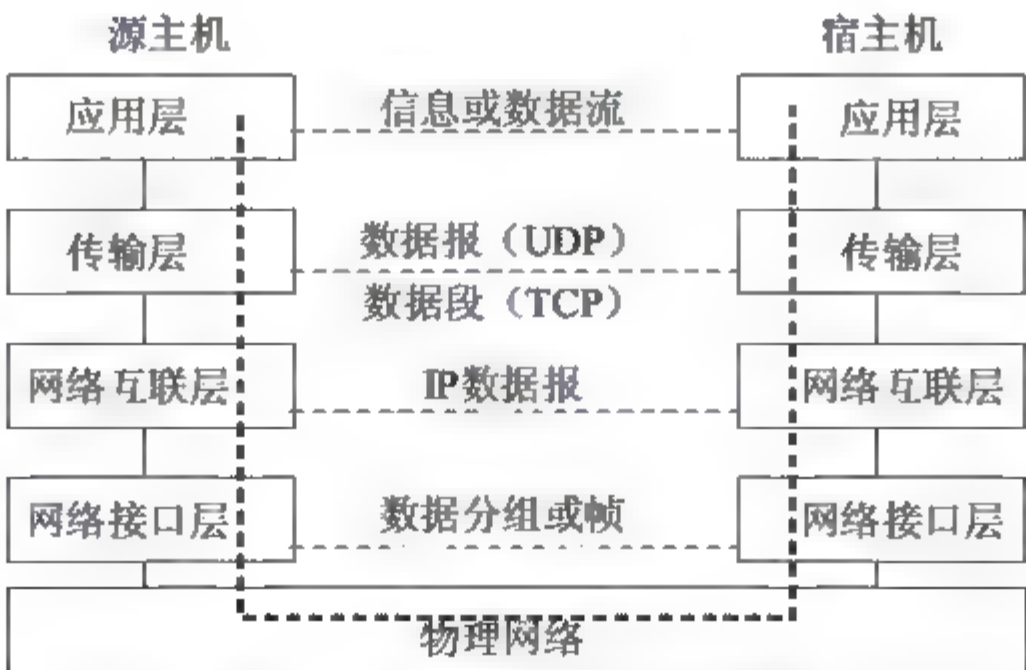 源主机 宿主机
应用层 信息或数据流 应用层
传输层 数据报（UDP） 传输层
数据段（TCP）
网络互联层 IP数据报 网络互联层
网络接口层 数据分组或帧 网络接口层
物理网络